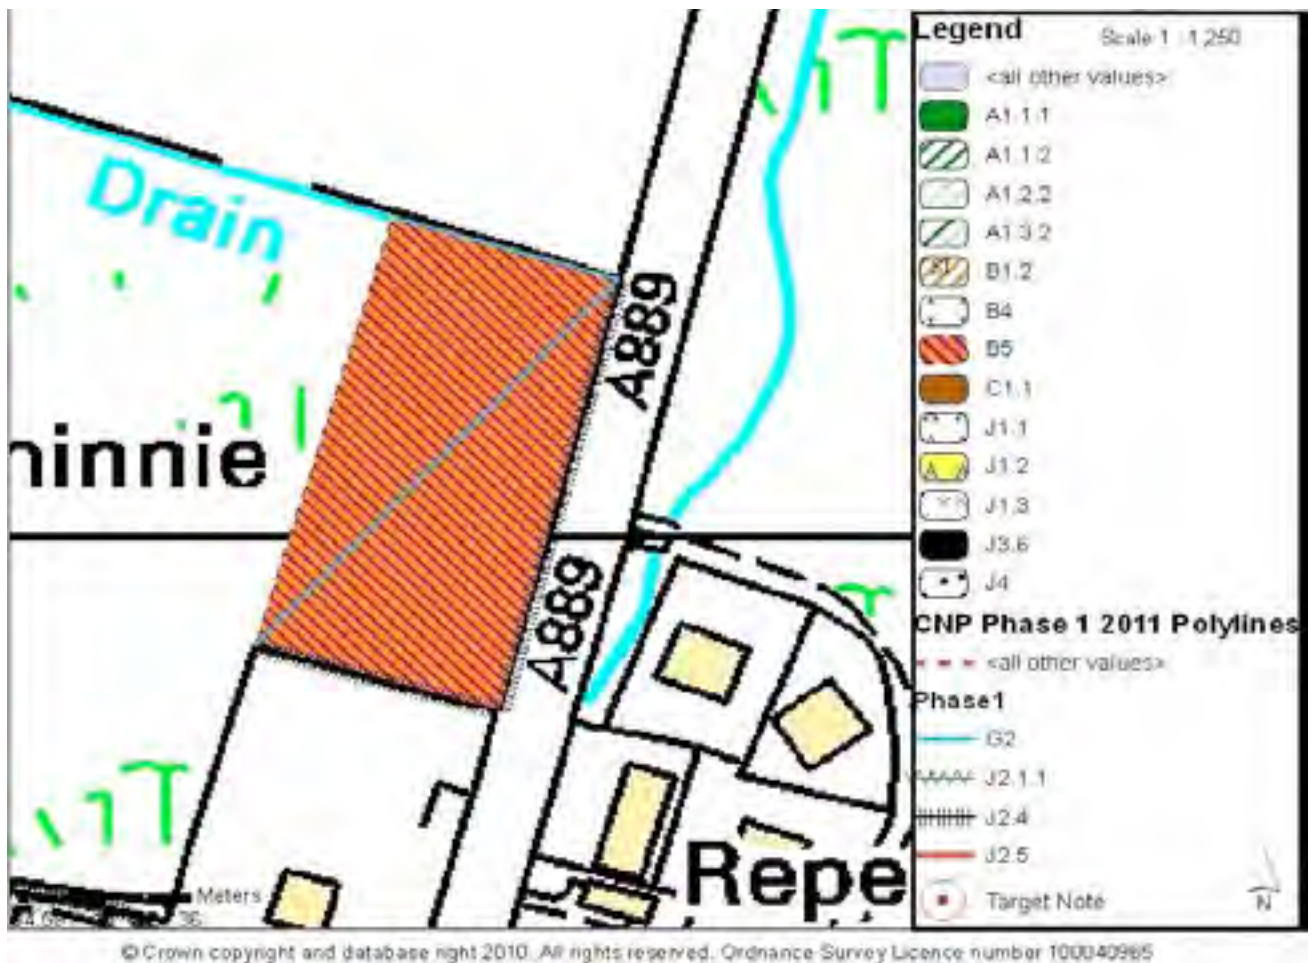 Drain
ninnie
A889
A889
Repe
Meters
36
Legend
Scale 1 : 1,250
<all other values>
A1.1.1
A1.1.2
A1.2.2
A1.3.2
B1.2
B4
B5
C1.1
J1.1
J1.2
J1.3
J3.6
J4
CNP Phase 1 2011 Polylines
<all other values>
Phase1
G2
J2.1.1
J2.4
J2.5
Target Note
N
© Crown copyright and database right 2010. All rights reserved. Ordnance Survey Licence number 100040965